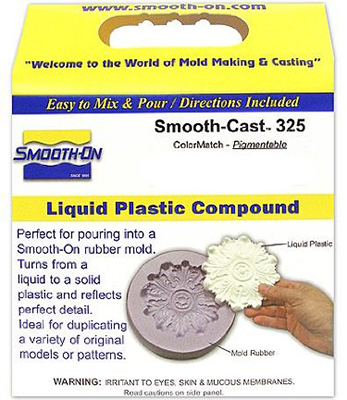 www.smooth-on.com
"Welcome to the World of Mold Making & Casting"
Easy to Mix & Pour / Directions Included
Smooth-Cast™ 325
ColorMatch - Pigmentable
SMOOTH-ON
SINCE 1895
Liquid Plastic Compound
Perfect for pouring into a
Smooth-On rubber mold.
Turns from a
liquid to a solid
plastic and reflects
perfect detail.
Ideal for duplicating
a variety of original
models or patterns.
Liquid Plastic
Mold Rubber
WARNING: IRRITANT TO EYES, SKIN & MUCOUS MEMBRANES.
Read cautions on side panel.